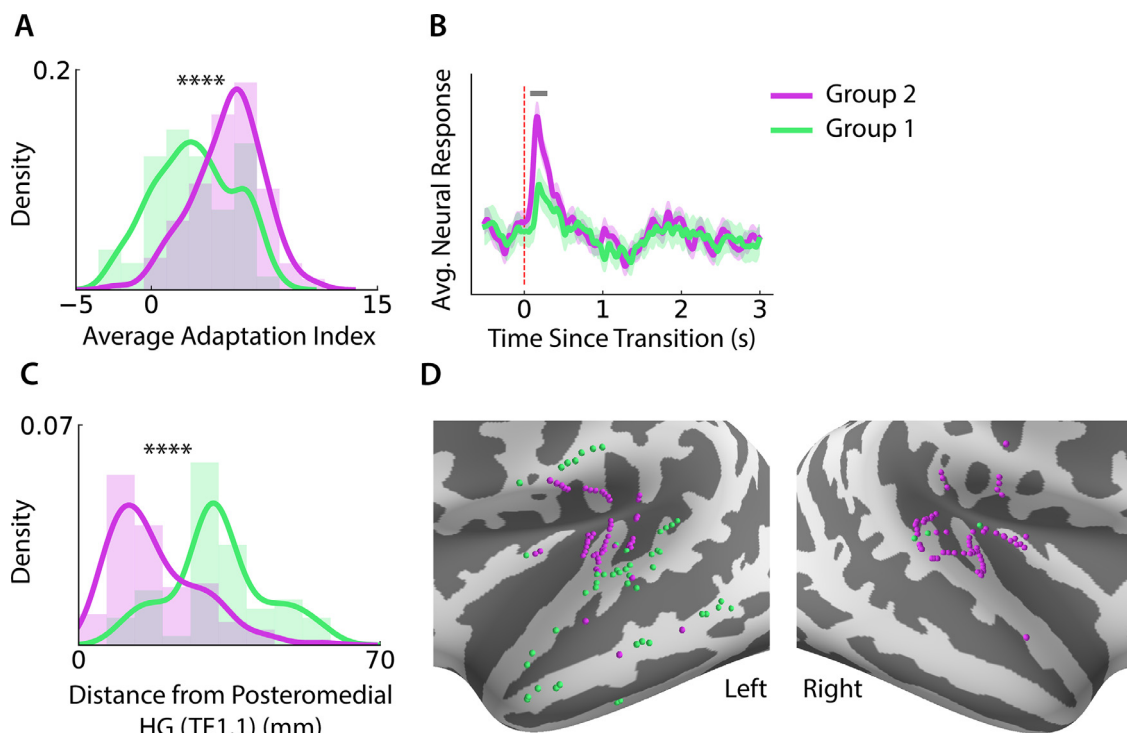 A
0.2
****
Density
−5
0
15
Average Adaptation Index
B
Avg. Neural Response
0
1
2
3
Time Since Transition (s)
Group 2
Group 1
C
0.07
****
Density
0
70
Distance from Posteromedial
HG (TE1.1) (mm)
D
Left
Right